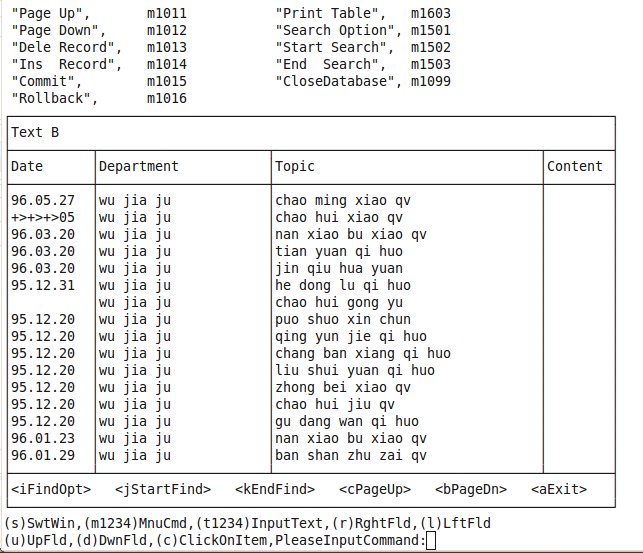 "Page Up", m1011 "Print Table", m1603
"Page Down", m1012 "Search Option", m1501
"Dele Record", m1013 "Start Search", m1502
"Ins  Record", m1014 "End  Search", m1503
"Commit", m1015 "CloseDatabase", m1099
"Rollback", m1016
Text B
Date Department Topic Content
96.05.27 wu jia ju chao ming xiao qv
+>+>+>05 wu jia ju chao hui xiao qv
96.03.20 wu jia ju nan xiao bu xiao qv
96.03.20 wu jia ju tian yuan qi huo
96.03.20 wu jia ju jin qiu hua yuan
95.12.31 wu jia ju he dong lu qi huo
wu jia ju chao hui gong yu
95.12.20 wu jia ju puo shuo xin chun
95.12.20 wu jia ju qing yun jie qi huo
95.12.20 wu jia ju chang ban xiang qi huo
95.12.20 wu jia ju liu shui yuan qi huo
95.12.20 wu jia ju zhong bei xiao qv
95.12.20 wu jia ju chao hui jiu qv
95.12.20 wu jia ju gu dang wan qi huo
96.01.23 wu jia ju nan xiao bu xiao qv
96.01.29 wu jia ju ban shan zhu zai qv
<iFindOpt> <jStartFind> <kEndFind> <cPageUp> <bPageDn> <aExit>
(s)SwtWin,(m1234)MnuCmd,(t1234)InputText,(r)RghtFld,(l)LftFld
(u)UpFld,(d)DwnFld,(c)ClickOnItem,PleaseInputCommand: